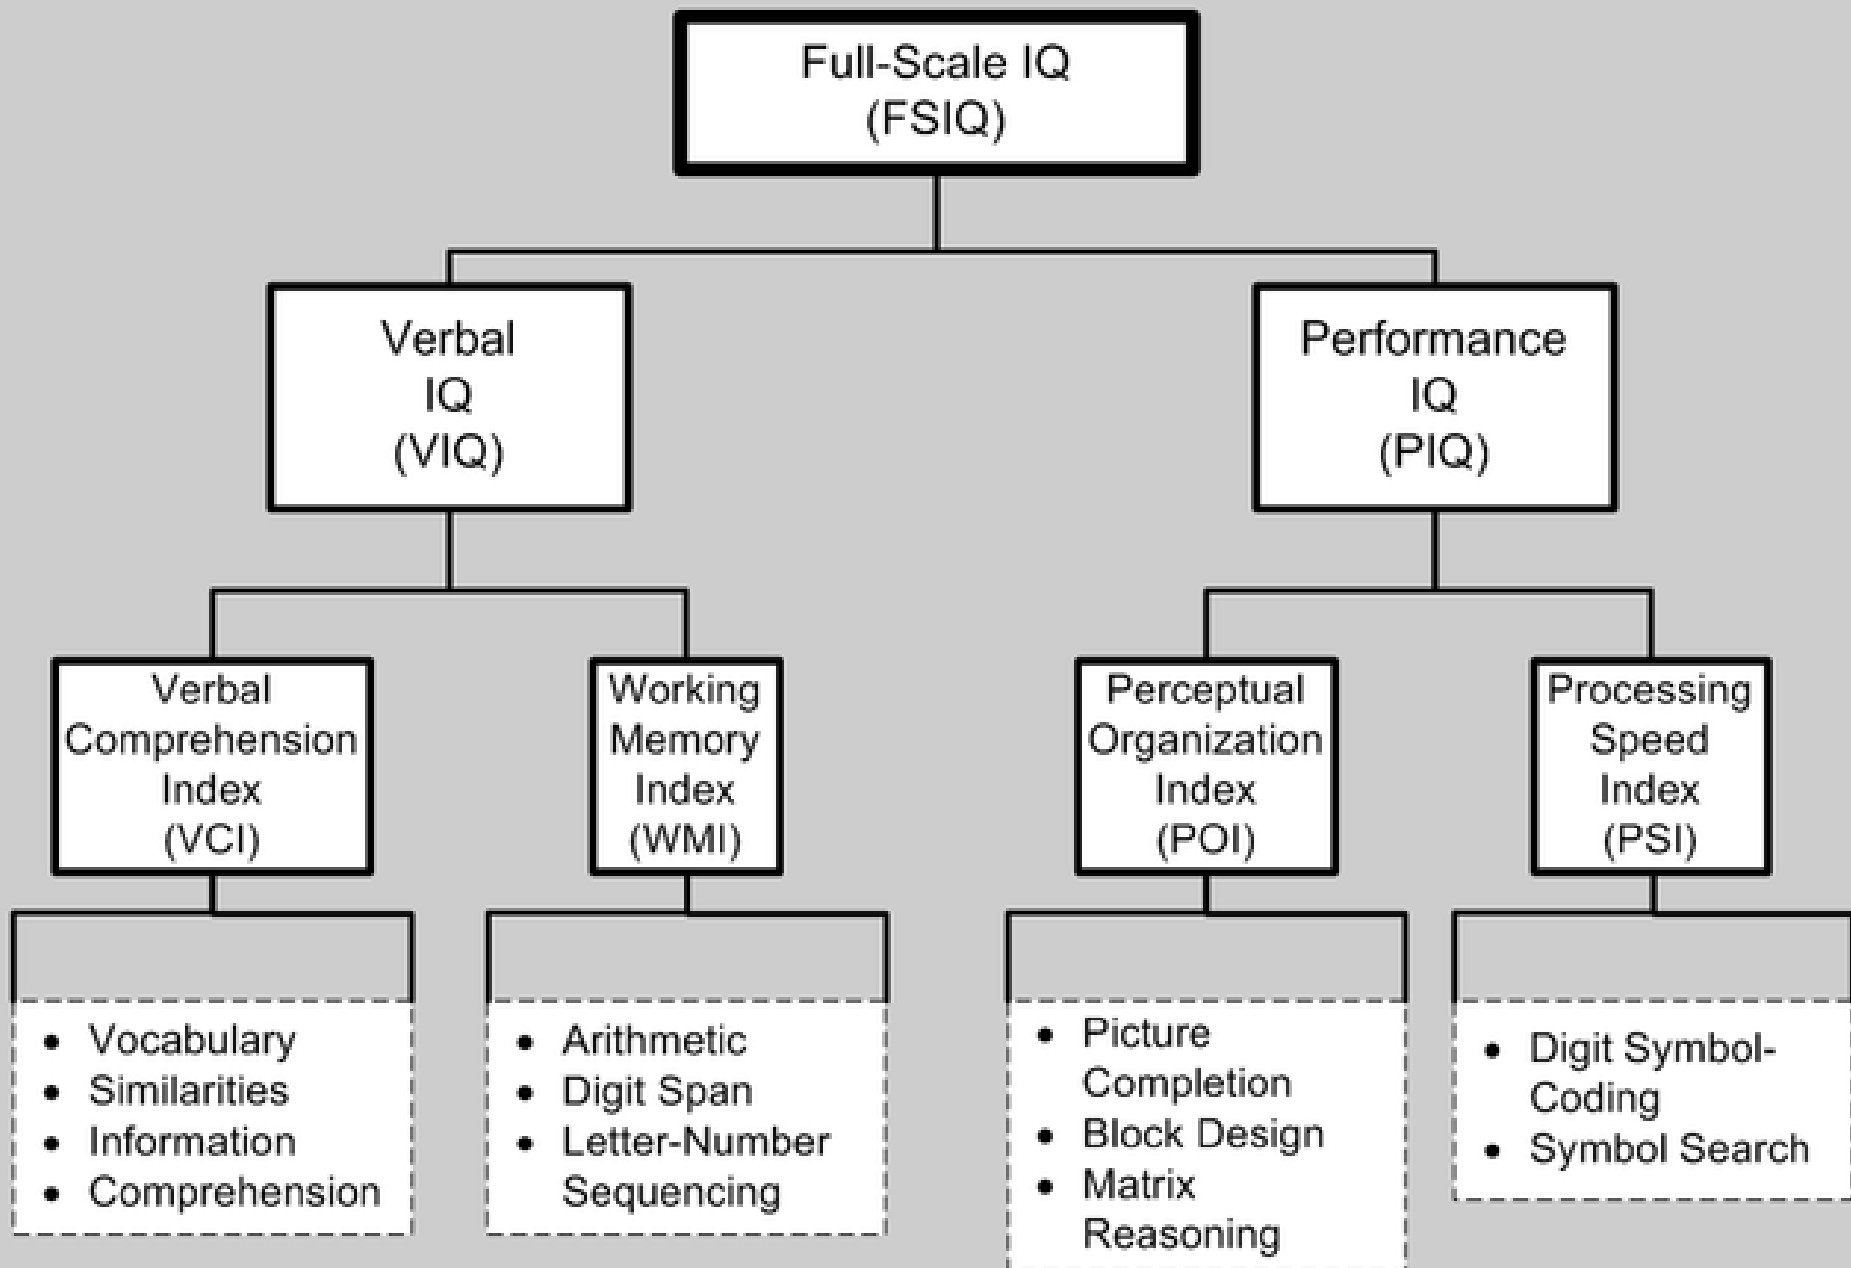 Full-Scale IQ
(FSIQ)
Verbal
IQ
(VIQ)
Performance
IQ
(PIQ)
Verbal
Comprehension
Index
(VCI)
Working
Memory
Index
(WMI)
Perceptual
Organization
Index
(POI)
Processing
Speed
Index
(PSI)
• Vocabulary
• Similarities
• Information
• Comprehension
• Arithmetic
• Digit Span
• Letter-Number
Sequencing
• Picture
Completion
• Block Design
• Matrix
Reasoning
• Digit Symbol-
Coding
• Symbol Search